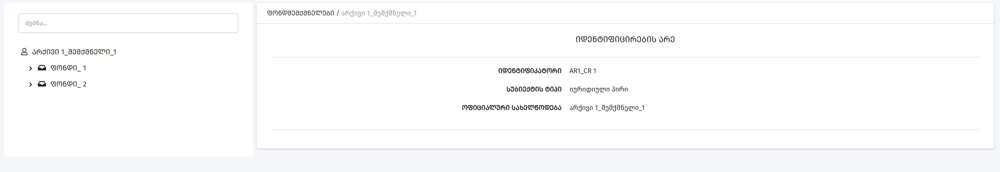 ძებნა...
არქივი 1_შემქმნელი_1
ფონდი_ 1
ფონდი_ 2
ფონდშემქმნელები / არქივი 1_შემქმნელი_1
იდენტიფიცირების არე
იდენტიფიკატორი AR1_CR 1
სუბიექტის ტიპი იურიდიული პირი
ოფიციალური სახელწოდება არქივი 1_შემქმნელი_1